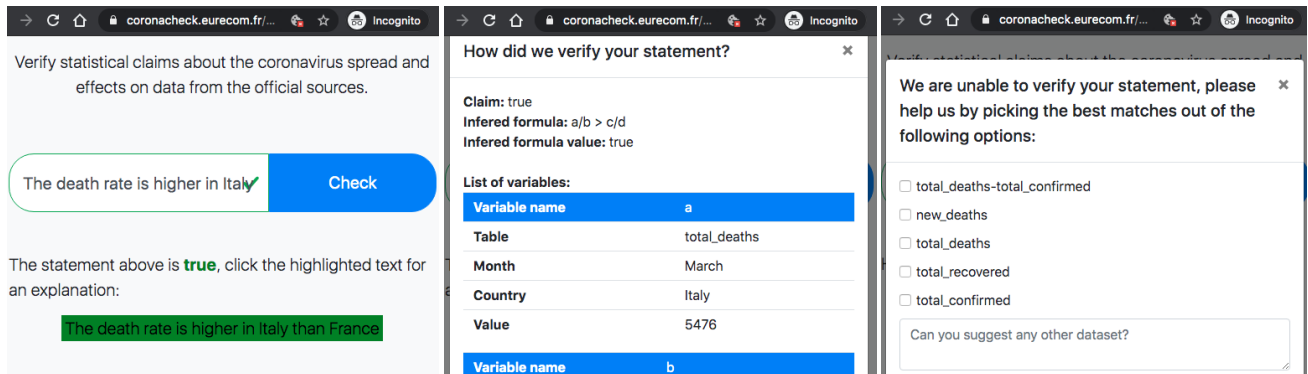 coronacheck.eurecom.fr/...
Incognito
Verify statistical claims about the coronavirus spread and
effects on data from the official sources.
The death rate is higher in Italy
Check
The statement above is true, click the highlighted text for
an explanation:
The death rate is higher in Italy than France
coronacheck.eurecom.fr/...
Incognito
How did we verify your statement?
×
Claim: true
Infered formula: a/b > c/d
Infered formula value: true
List of variables:
Variable name a
Table total_deaths
Month March
Country Italy
Value 5476
Variable name b
coronacheck.eurecom.fr/...
Incognito
We are unable to verify your statement, please
×
help us by picking the best matches out of the
following options:
total_deaths-total_confirmed
new_deaths
total_deaths
total_recovered
total_confirmed
Can you suggest any other dataset?